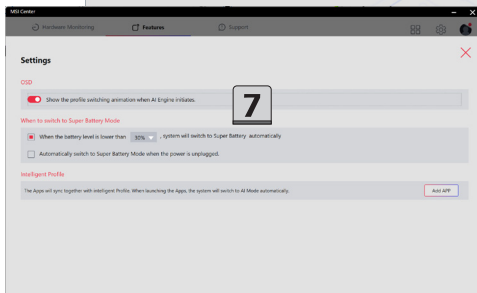 MSI Center
Hardware Monitoring
Features
Support
Settings
OSD
Show the profile switching animation when AI Engine initiates.
7
When to switch to Super Battery Mode
When the battery level is lower than 30% , system will switch to Super Battery automatically
Automatically switch to Super Battery Mode when the power is unplugged.
Intelligent Profile
The Apps will sync together with Intelligent Profile. When launching the Apps, the system will switch to AI Mode automatically.
Add APP